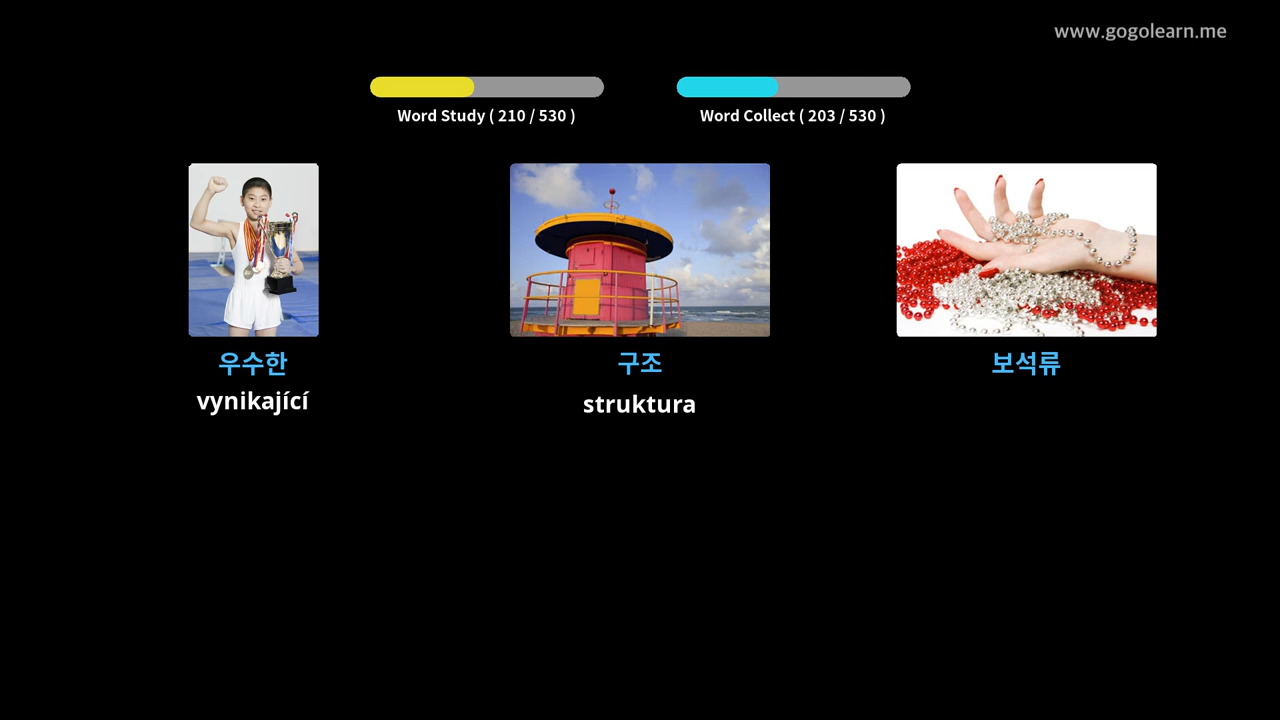 www.gogolearn.me
Word Study ( 210 / 530 )
Word Collect ( 203 / 530 )
우수한
구조
보석류
vynikající
struktura